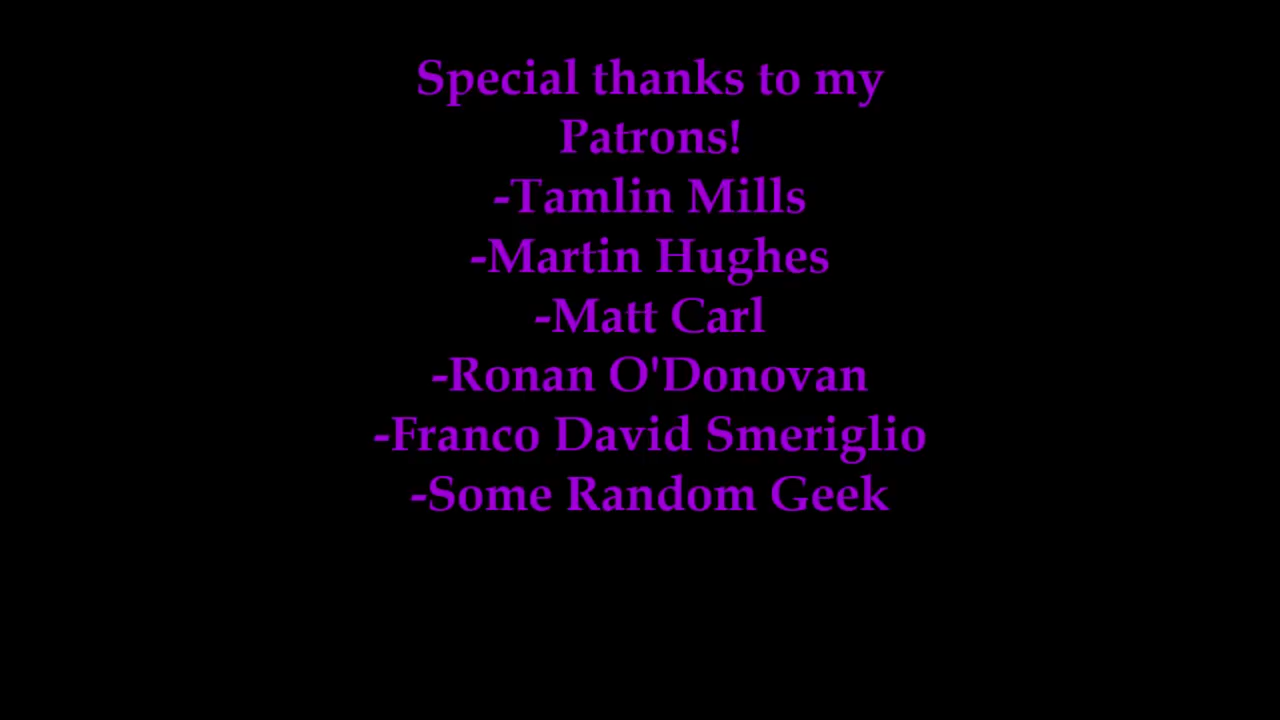 Special thanks to my
Patrons!
-Tamlin Mills
-Martin Hughes
-Matt Carl
-Ronan O'Donovan
-Franco David Smeriglio
-Some Random Geek